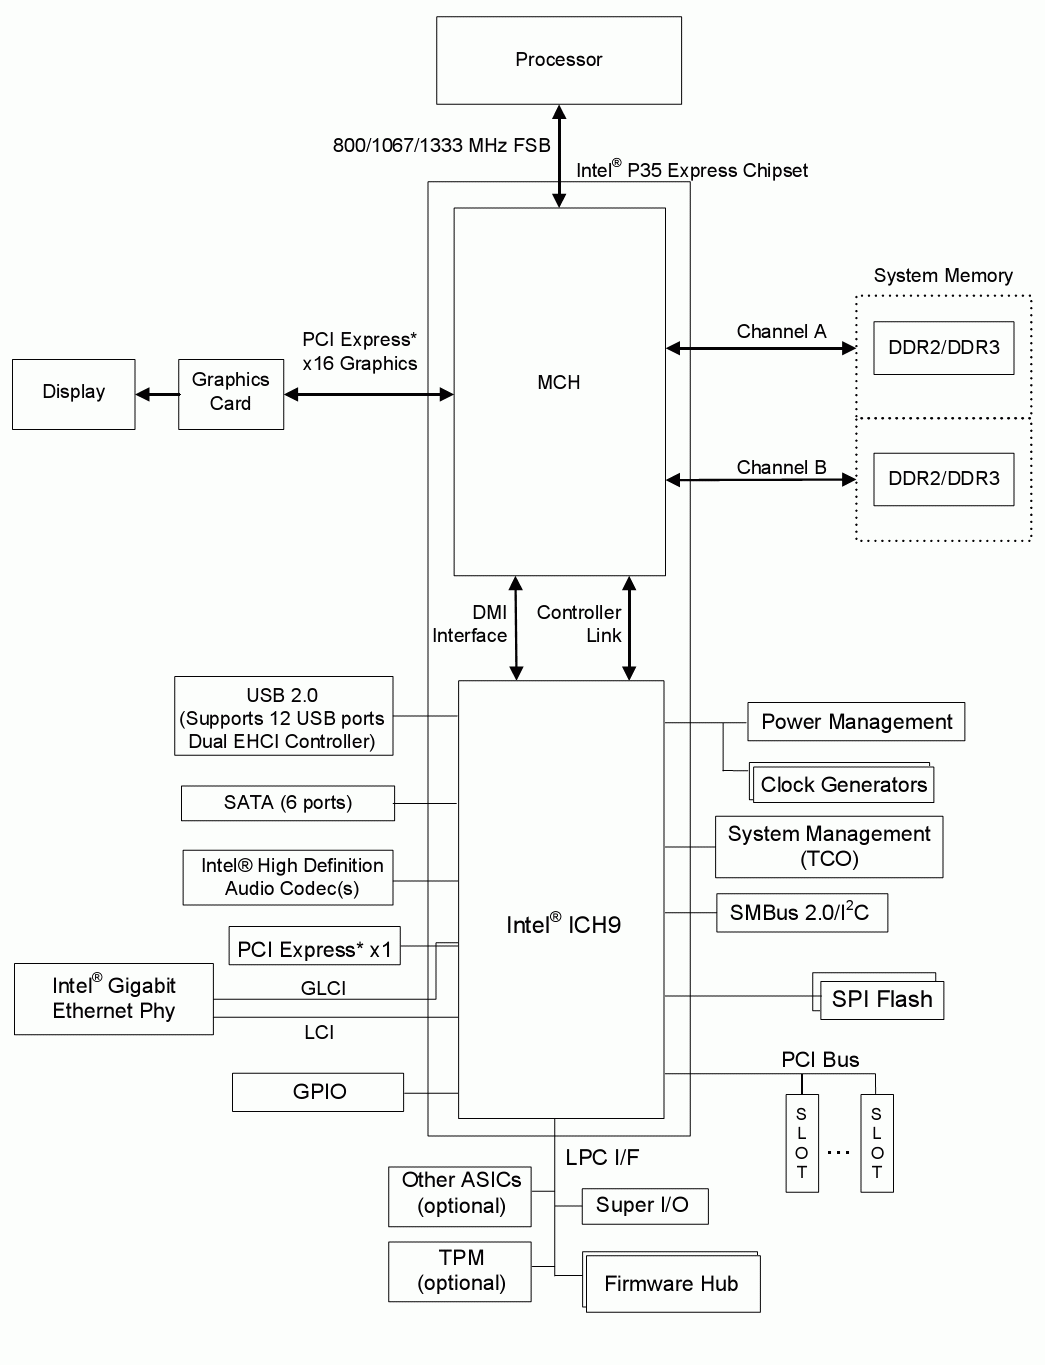 Processor
800/1067/1333 MHz FSB
Intel® P35 Express Chipset
System Memory
Channel A
DDR2/DDR3
PCI Express*
x16 Graphics
MCH
Display
Graphics
Card
Channel B
DDR2/DDR3
DMI
Interface
Controller
Link
USB 2.0
(Supports 12 USB ports
Dual EHCI Controller)
Power Management
Clock Generators
SATA (6 ports)
System Management
(TCO)
Intel® High Definition
Audio Codec(s)
SMBus 2.0/I²C
Intel® ICH9
PCI Express* x1
Intel® Gigabit
Ethernet Phy
GLCI
LCI
SPI Flash
PCI Bus
GPIO
SLOT
...
SLOT
LPC I/F
Other ASICs
(optional)
Super I/O
TPM
(optional)
Firmware Hub